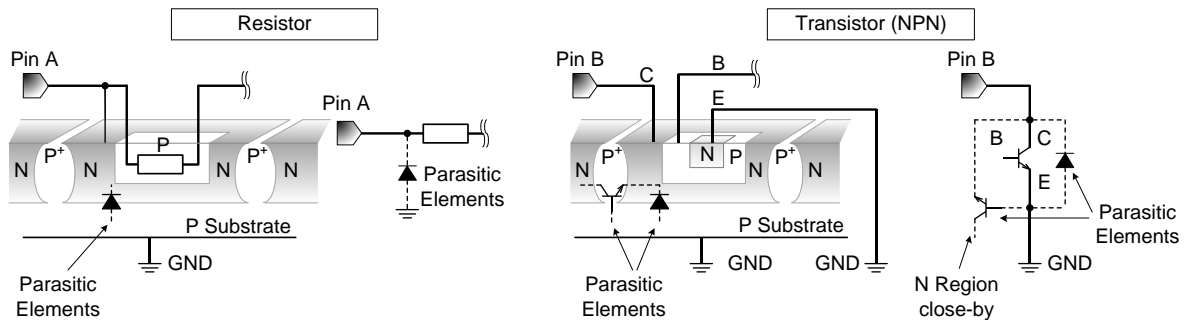 Resistor
Transistor (NPN)
Pin A
Pin B
C
B
E
Pin B
Pin A
N
P+
N
P
N
P+
N
Parasitic
Elements
N
P+
N
N
P
P+
N
B
C
E
P Substrate
GND
Parasitic
Elements
P Substrate
GND
GND
Parasitic
Elements
N Region
close-by
GND
Parasitic
Elements